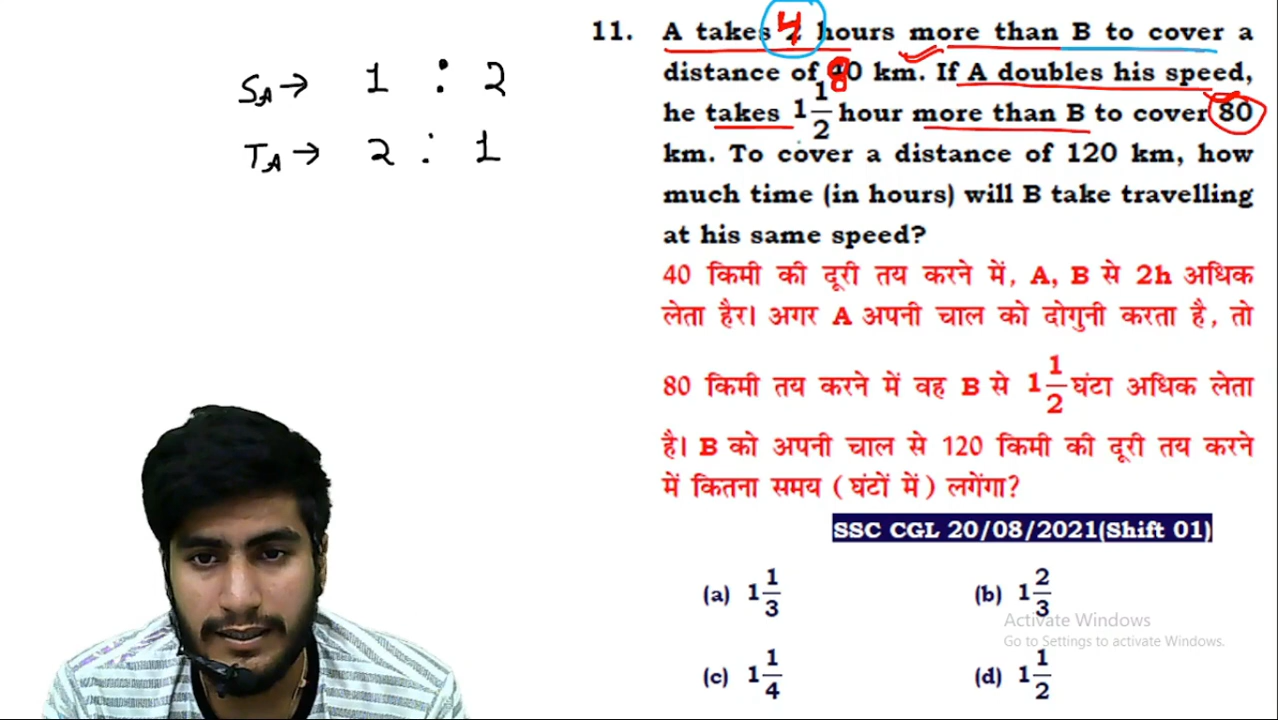 S_A → 1 : 2
T_A → 2 : 1
11. A takes 4 hours more than B to cover a
distance of 80 km. If A doubles his speed,
he takes 1 1/2 hour more than B to cover 80
km. To cover a distance of 120 km, how
much time (in hours) will B take travelling
at his same speed?
40 किमी की दूरी तय करने में, A, B से 2h अधिक
लेता हैर। अगर A अपनी चाल को दोगुनी करता है, तो
80 किमी तय करने में वह B से 1 1/2 घंटा अधिक लेता
है। B को अपनी चाल से 120 किमी की दूरी तय करने
में कितना समय (घंटों में) लगेंगा?
SSC CGL 20/08/2021(Shift 01)
(a) 1 1/3 (b) 1 2/3
Activate Windows
Go to Settings to activate Windows.
(c) 1 1/4 (d) 1 1/2